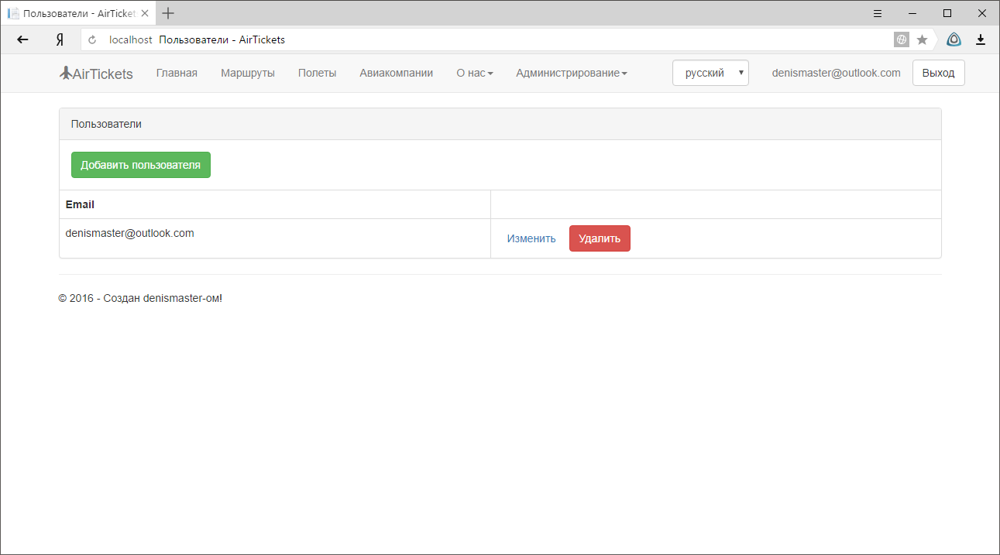 Пользователи - AirTicket
Я
localhost Пользователи - AirTickets
AirTickets Главная Маршруты Полеты Авиакомпании О нас Администрирование русский denismaster@outlook.com Выход
Пользователи
Добавить пользователя
Email
denismaster@outlook.com Изменить Удалить
© 2016 - Создан denismaster-ом!